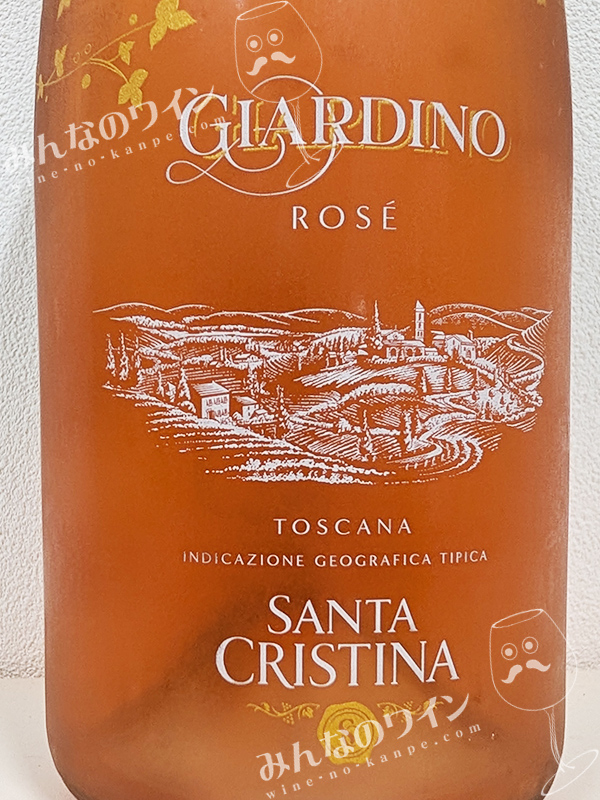 みんなのワイン
wine-no-kanpe.com
GIARDINO
ROSÉ
TOSCANA
INDICAZIONE GEOGRAFICA TIPICA
SANTA
CRISTINA
みんなのワイン
wine-no-kanpe.com